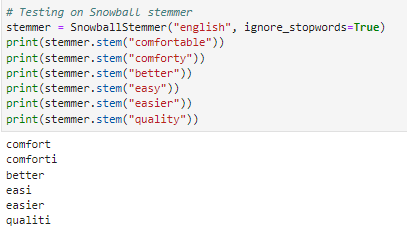 # Testing on Snowball stemmer
stemmer = SnowballStemmer("english", ignore_stopwords=True)
print(stemmer.stem("comfortable"))
print(stemmer.stem("comforty"))
print(stemmer.stem("better"))
print(stemmer.stem("easy"))
print(stemmer.stem("easier"))
print(stemmer.stem("quality"))
comfort
comforti
better
easi
easier
qualiti